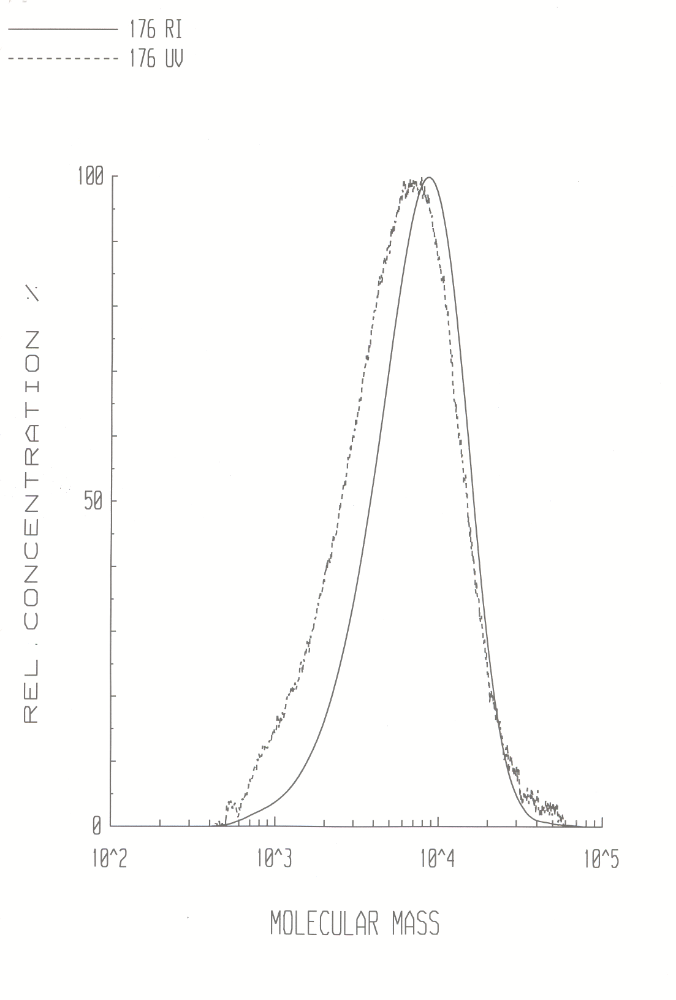 176 RI
176 UV
100
50
0
REL.CONCENTRATION %
10^2 10^3 10^4 10^5
MOLECULAR MASS